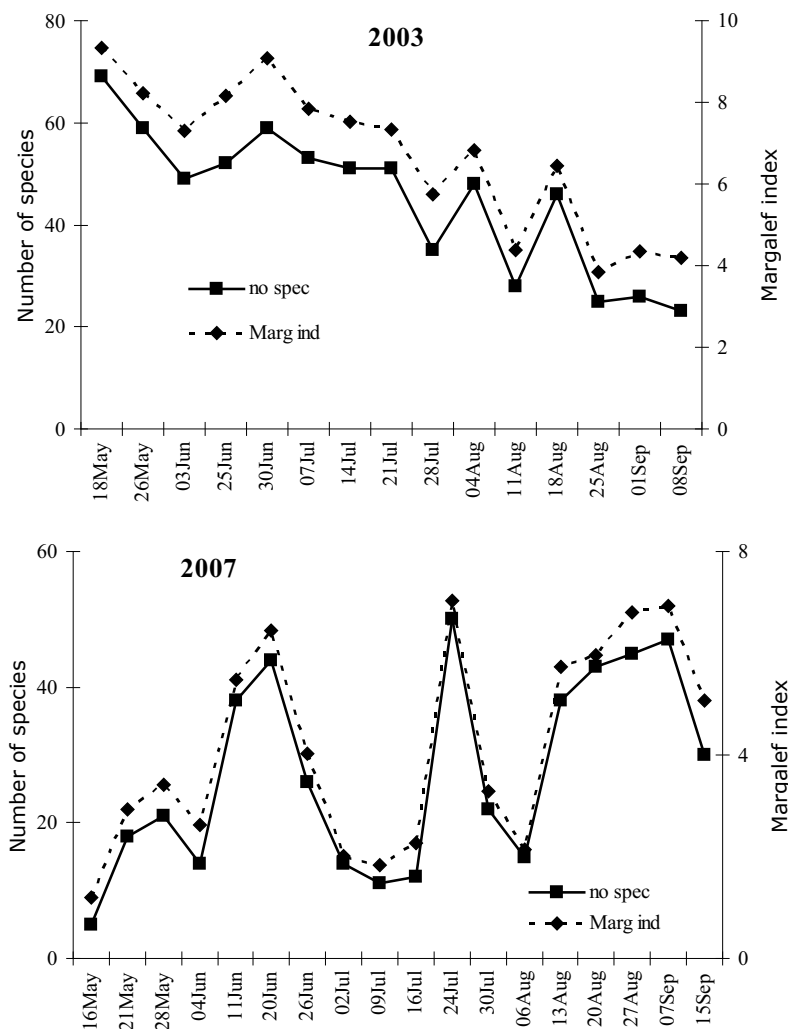 2003
80
60
40
20
0
Number of species
10
8
6
4
2
0
Margalef index
no spec
Marg ind
18May
26May
03Jun
25Jun
30Jun
07Jul
14Jul
21Jul
28Jul
04Aug
11Aug
18Aug
25Aug
01Sep
08Sep
2007
60
40
20
0
Number of species
8
4
0
Margalef index
no spec
Marg ind
16May
21May
28May
04Jun
11Jun
20Jun
26Jun
02Jul
09Jul
16Jul
24Jul
30Jul
06Aug
13Aug
20Aug
27Aug
07Sep
15Sep